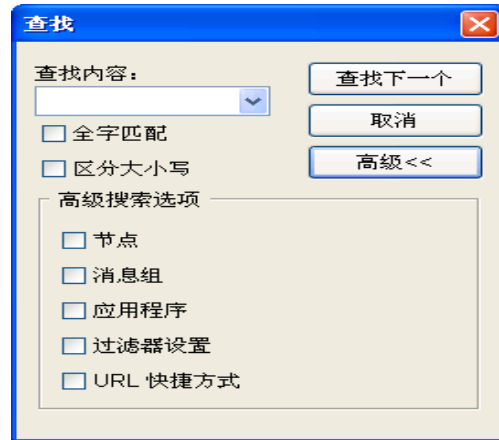 查找
查找内容：
查找下一个
取消
高级<<
全字匹配
区分大小写
高级搜索选项
节点
消息组
应用程序
过滤器设置
URL 快捷方式